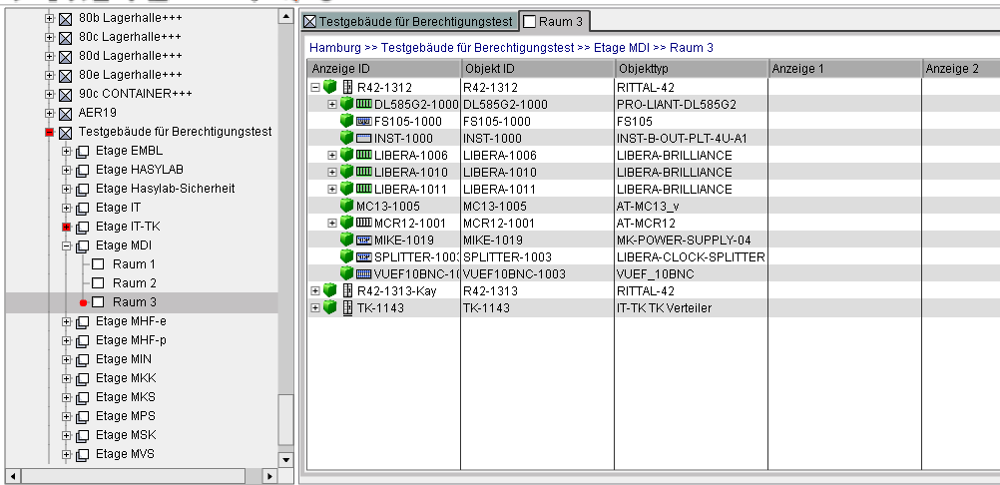 80b Lagerhalle+++
80c Lagerhalle+++
80d Lagerhalle+++
80e Lagerhalle+++
90c CONTAINER+++
AER19
Testgebäude für Berechtigungstest
Etage EMBL
Etage HASYLAB
Etage Hasylab-Sicherheit
Etage IT
Etage IT-TK
Etage MDI
Raum 1
Raum 2
Raum 3
Etage MHF-e
Etage MHF-p
Etage MIN
Etage MKK
Etage MKS
Etage MPS
Etage MSK
Etage MVS
Testgebäude für Berechtigungstest Raum 3
Hamburg >> Testgebäude für Berechtigungstest >> Etage MDI >> Raum 3
Anzeige ID Objekt ID Objekttyp Anzeige 1 Anzeige 2
R42-1312 R42-1312 RITTAL-42
DL585G2-1000 DL585G2-1000 PRO-LIANT-DL585G2
FS105-1000 FS105-1000 FS105
INST-1000 INST-1000 INST-B-OUT-PLT-4U-A1
LIBERA-1006 LIBERA-1006 LIBERA-BRILLIANCE
LIBERA-1010 LIBERA-1010 LIBERA-BRILLIANCE
LIBERA-1011 LIBERA-1011 LIBERA-BRILLIANCE
MC13-1005 MC13-1005 AT-MC13_v
MCR12-1001 MCR12-1001 AT-MCR12
MIKE-1019 MIKE-1019 MK-POWER-SUPPLY-04
SPLITTER-100 SPLITTER-1003 LIBERA-CLOCK-SPLITTER
VUEF10BNC-10 VUEF10BNC-1003 VUEF_10BNC
R42-1313-Kay R42-1313 RITTAL-42
TK-1143 TK-1143 IT-TK TK Verteiler